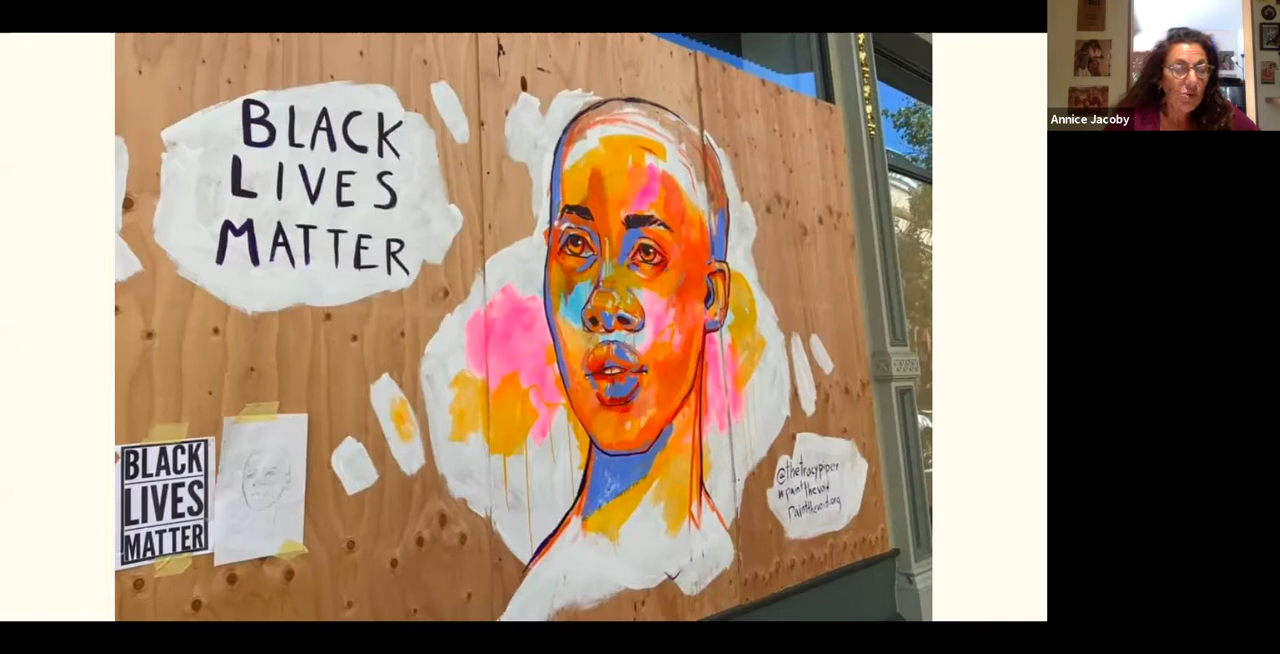 BLACK
LIVES
MATTER
BLACK
LIVES
MATTER
@thetracypiper
#paintthevoid
paintthevoid.org
Annice Jacoby